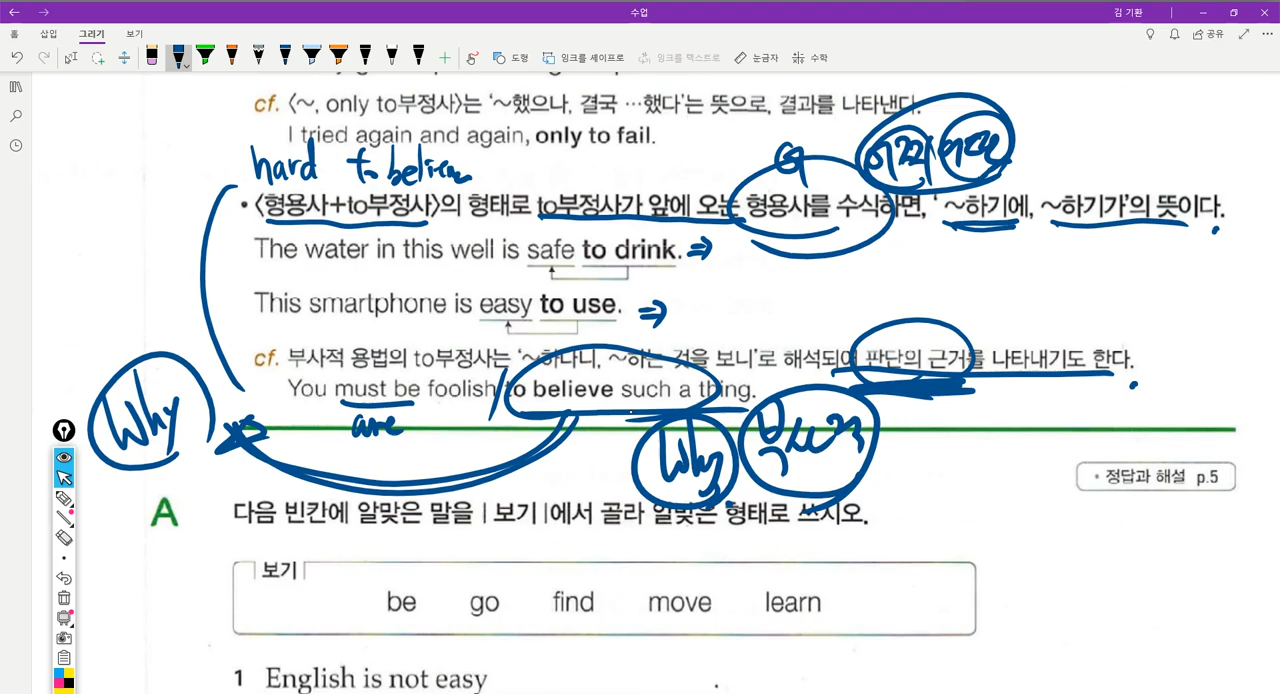 수업
김 기환
홈 삽입 그리기 보기
공유
도형 잉크를 셰이프로 잉크를 텍스트로 눈금자 수학
cf. 〈～, only to부정사〉는 '～했으나, 결국 …했다'는 뜻으로, 결과를 나타낸다.
I tried again and again, only to fail.
hard to believe
• 〈형용사+to부정사〉의 형태로 to부정사가 앞에 오는 형용사를 수식하면, '～하기에, ～하기가'의 뜻이다.
The water in this well is safe to drink. ⇒
This smartphone is easy to use. ⇒
cf. 부사적 용법의 to부정사는 '～하다니, ～하는 것을 보니'로 해석되며 판단의 근거를 나타내기도 한다.
You must be foolish to believe such a thing.
Why
are
Why
• 정답과 해설 p.5
A 다음 빈칸에 알맞은 말을 | 보기 |에서 골라 알맞은 형태로 쓰시오.
보기
be go find move learn
1 English is not easy .